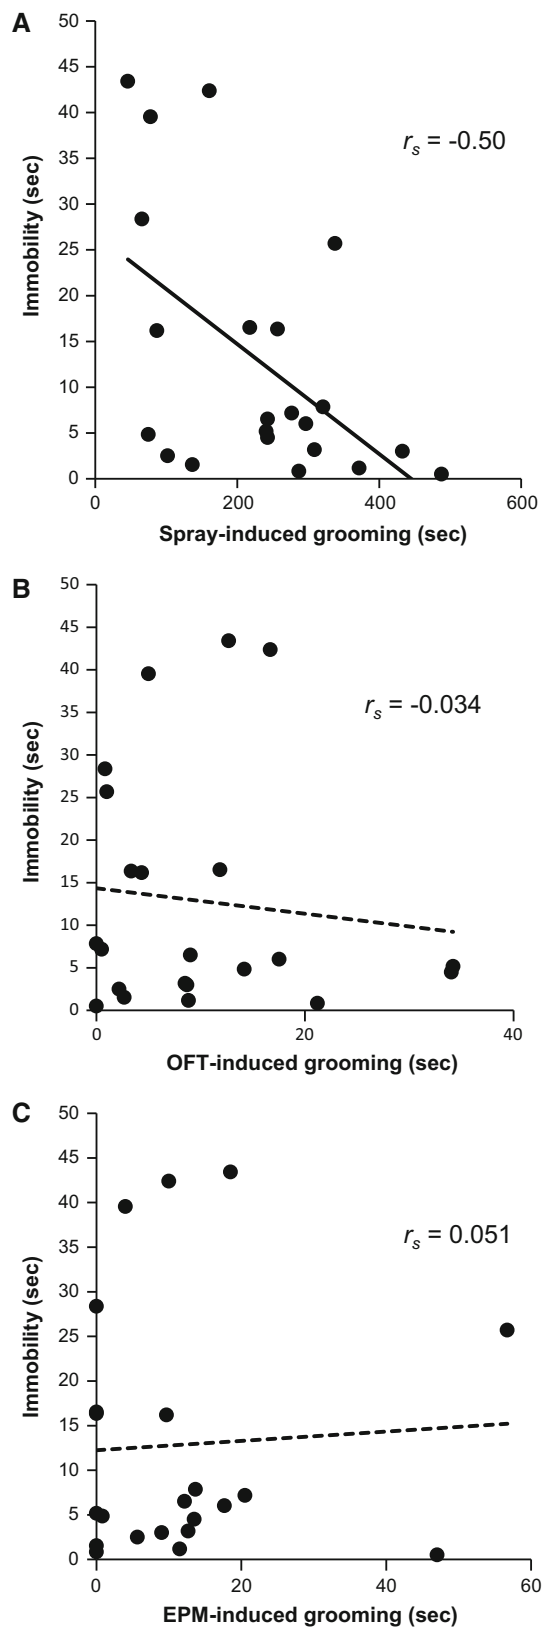 A
50
45
40
35
30
25
20
15
10
5
0
Immobility (sec)
r_s = -0.50
0 200 400 600
Spray-induced grooming (sec)
B
50
45
40
35
30
25
20
15
10
5
0
Immobility (sec)
r_s = -0.034
0 20 40
OFT-induced grooming (sec)
C
50
45
40
35
30
25
20
15
10
5
0
Immobility (sec)
r_s = 0.051
0 20 40 60
EPM-induced grooming (sec)